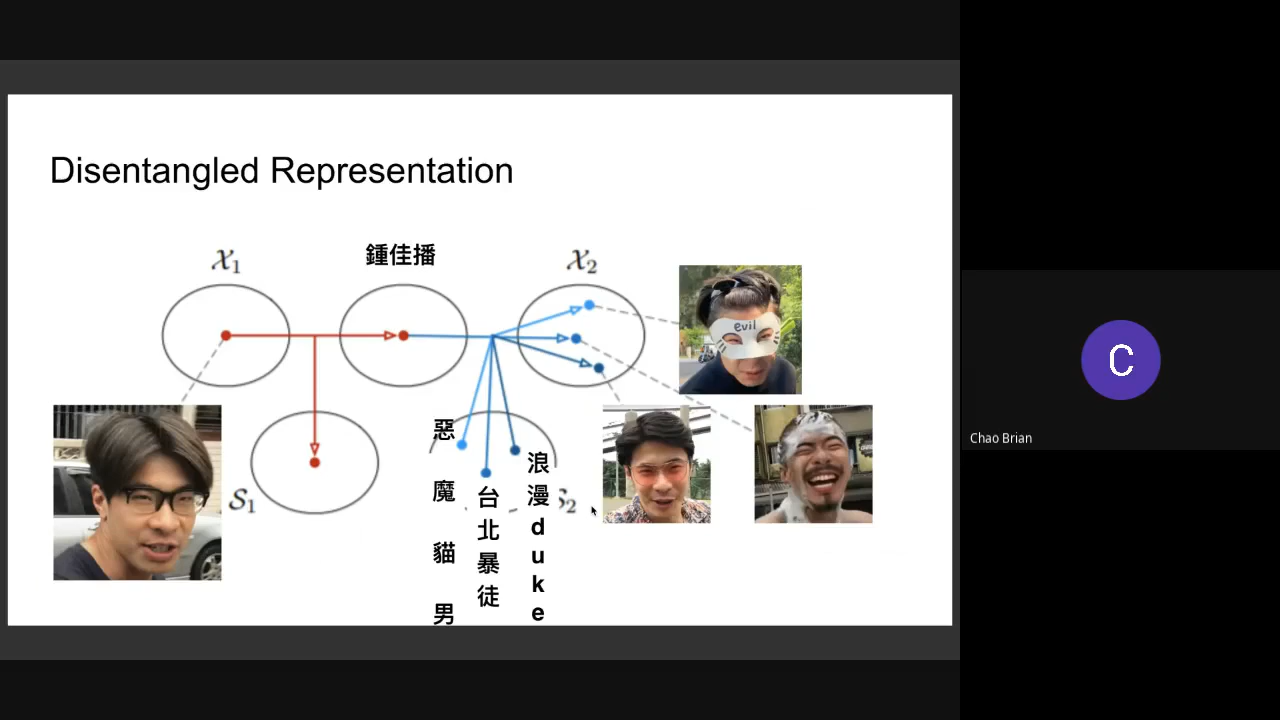 Disentangled Representation
𝒳1
鍾佳播
𝒳2
evil
惡魔貓男
台北暴徒
浪漫duke
𝒮1
𝒮2
C
Chao Brian